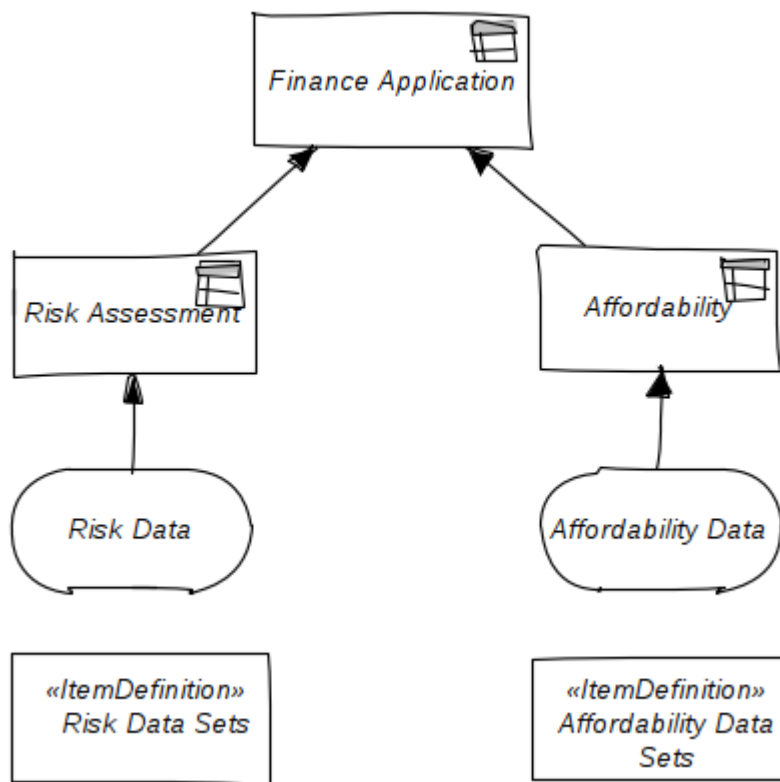 Finance Application
Risk Assessment
Affordability
Risk Data
Affordability Data
«ItemDefinition»
Risk Data Sets
«ItemDefinition»
Affordability Data
Sets